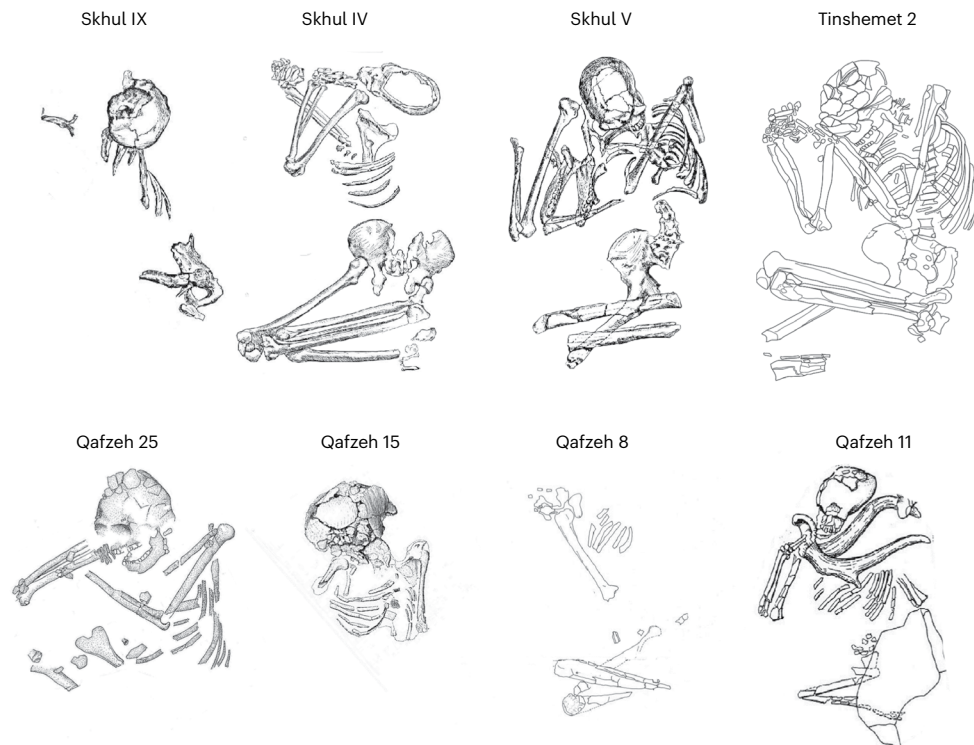 Skhul IX
Skhul IV
Skhul V
Tinshemet 2
Qafzeh 25
Qafzeh 15
Qafzeh 8
Qafzeh 11